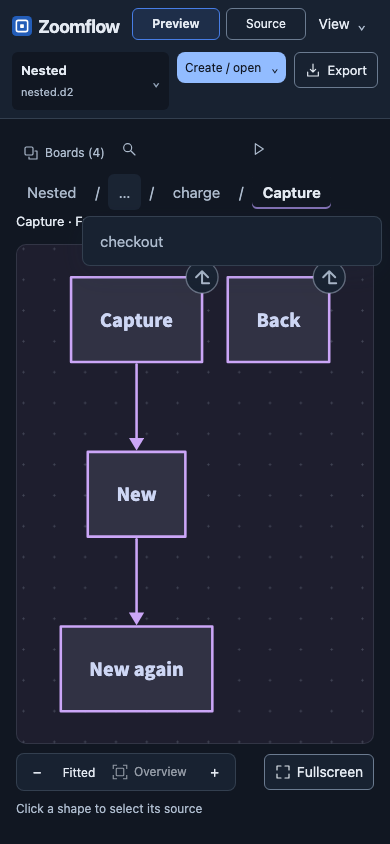 Zoomflow
Preview
Source
View
Nested
nested.d2
Create / open
Export
Boards (4)
Nested / ... / charge / Capture
Capture · F
checkout
Capture
Back
New
New again
− Fitted Overview +
Fullscreen
Click a shape to select its source